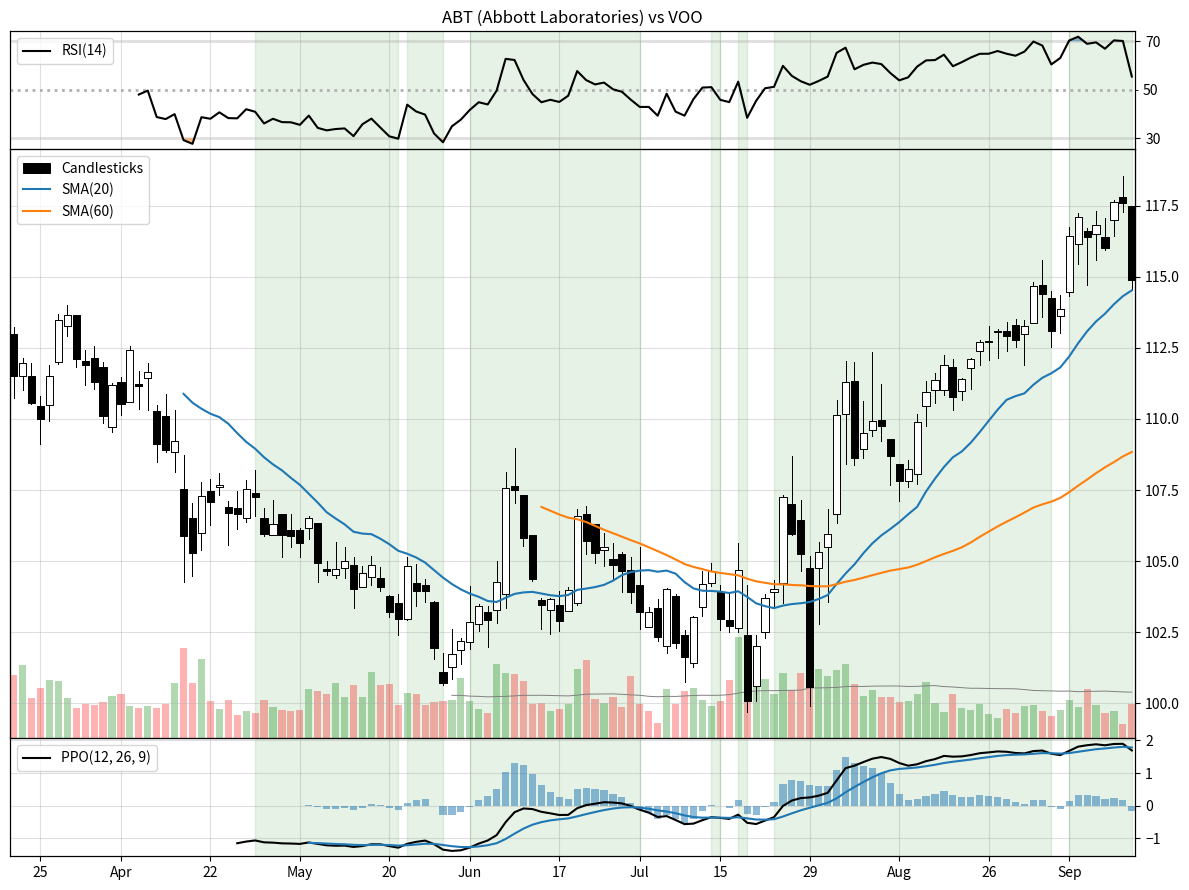 ABT (Abbott Laboratories) vs VOO
RSI(14)
70
50
30
Candlesticks
SMA(20)
SMA(60)
117.5
115.0
112.5
110.0
107.5
105.0
102.5
100.0
PPO(12, 26, 9)
2
1
0
−1
25 Apr 22 May 20 Jun 17 Jul 15 29 Aug 26 Sep